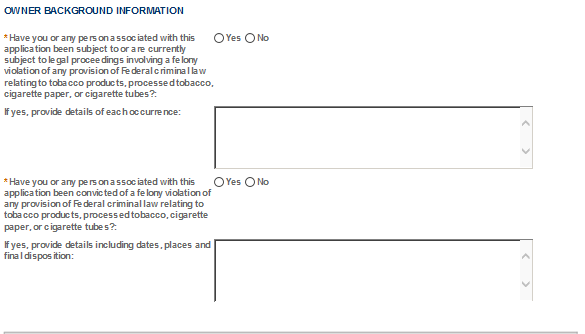 OWNER BACKGROUND INFORMATION
* Have you or any person associated with this
application been subject to or are currently
subject to legal proceedings involving a felony
violation of any provision of Federal criminal law
relating to tobacco products, processed tobacco,
cigarette paper, or cigarette tubes?:
Yes No
If yes, provide details of each occurrence:
* Have you or any person associated with this
application been convicted of a felony violation of
any provision of Federal criminal law relating to
tobacco products, processed tobacco, cigarette
paper, or cigarette tubes?:
Yes No
If yes, provide details including dates, places and
final disposition: